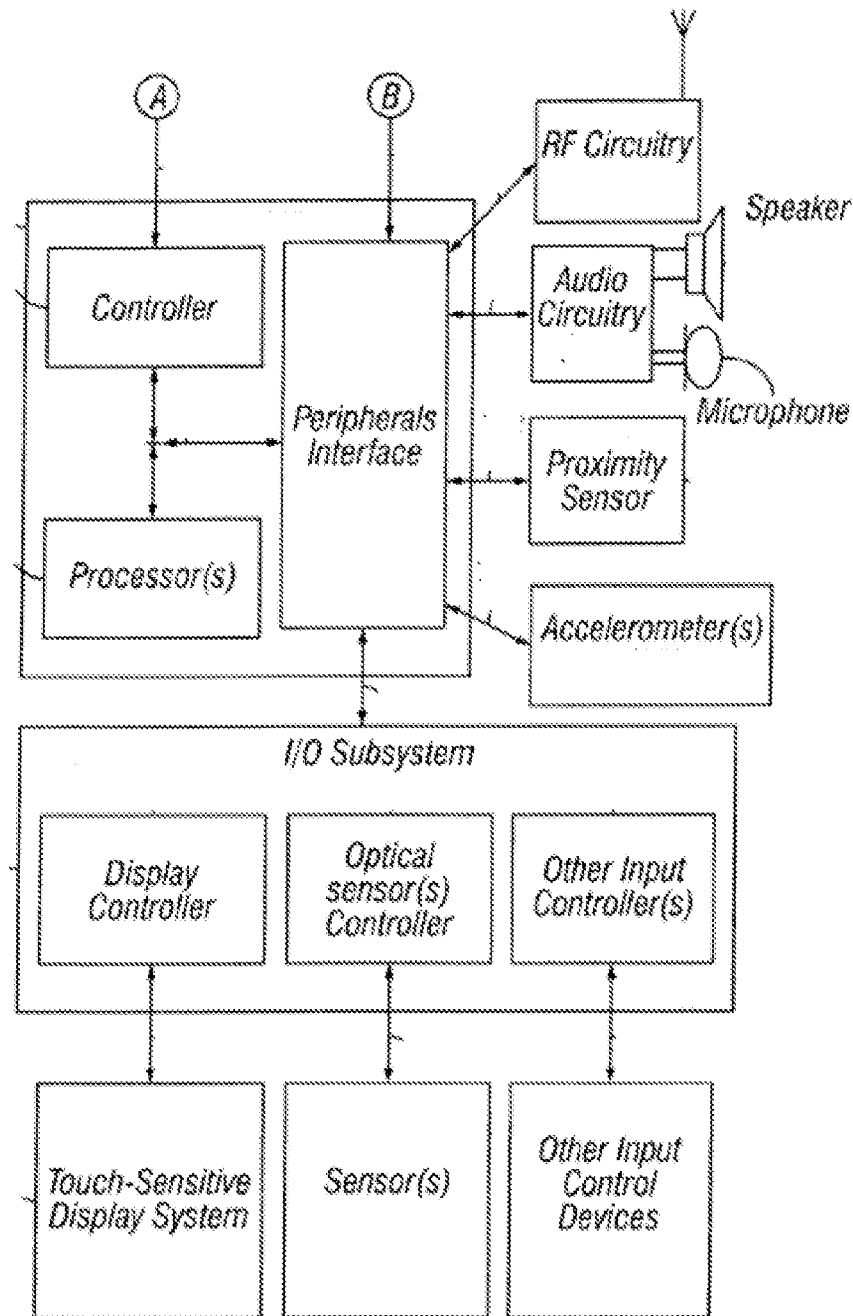 A
B
RF Circuitry
Speaker
Controller
Audio
Circuitry
Microphone
Peripherals
Interface
Proximity
Sensor
Processor(s)
Accelerometer(s)
I/O Subsystem
Display
Controller
Optical
sensor(s)
Controller
Other Input
Controller(s)
Touch-Sensitive
Display System
Sensor(s)
Other Input
Control
Devices